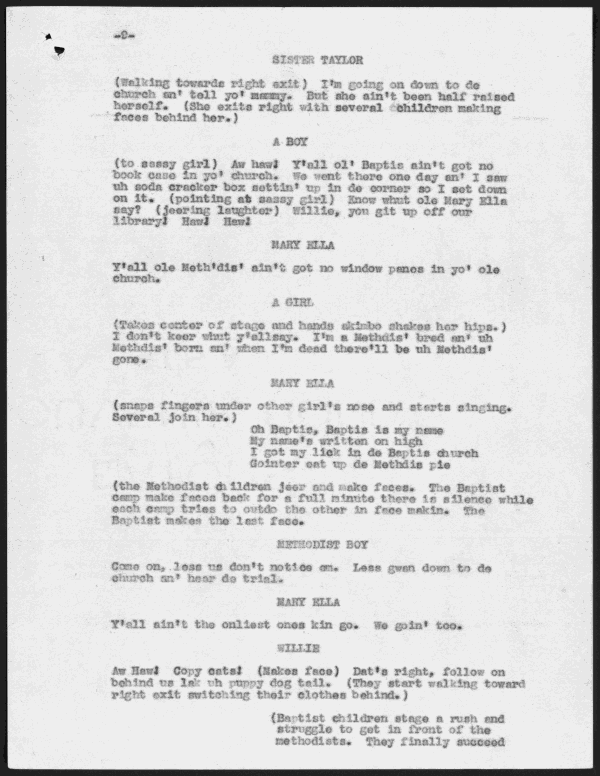 -2-
SISTER TAYLOR
(Walking towards right exit) I'm going on down to de
church an' tell yo' mammy. But she ain't been half raised
herself. (She exits right with several children making
faces behind her.)
A BOY
(to sassy girl) Aw haw! Y'all ol' Baptis ain't got no
book case in yo' church. We went there one day an' I saw
uh soda cracker box settin' up in de corner so I set down
on it. (pointing at sassy girl) Know whut ole Mary Ella
say? (jeering laughter) Willie, you git up off our
library! Haw! Haw!
MARY ELLA
Y'all ole Meth'dis' ain't got no window panes in yo' ole
church.
A GIRL
(Takes center of stage and hands akimbo shakes her hips.)
I don't keer whut y'allsay. I'm a Methdis' bred an' uh
Methdis' born an' when I'm dead there'll be uh Methdis'
gone.
MARY ELLA
(snaps fingers under other girl's nose and starts singing.
Several join her.)
Oh Baptis, Baptis is my name
My name's written on high
I got my lick in de Baptis church
Gointer eat up de Methdis pie
(the Methodist children jeer and make faces. The Baptist
camp make faces back for a full minute there is silence while
each camp tries to outdo the other in face makin. The
Baptist makes the last face.
METHODIST BOY
Come on, less us don't notice em. Less gwan down to de
church an' hear de trial.
MARY ELLA
Y'all ain't the onliest ones kin go. We goin' too.
WILLIE
Aw Haw! Copy cats! (Makes face) Dat's right, follow on
behind us lak uh puppy dog tail. (They start walking toward
right exit switching their clothes behind.)
(Baptist children stage a rush and
struggle to get in front of the
methodists. They finally succeed